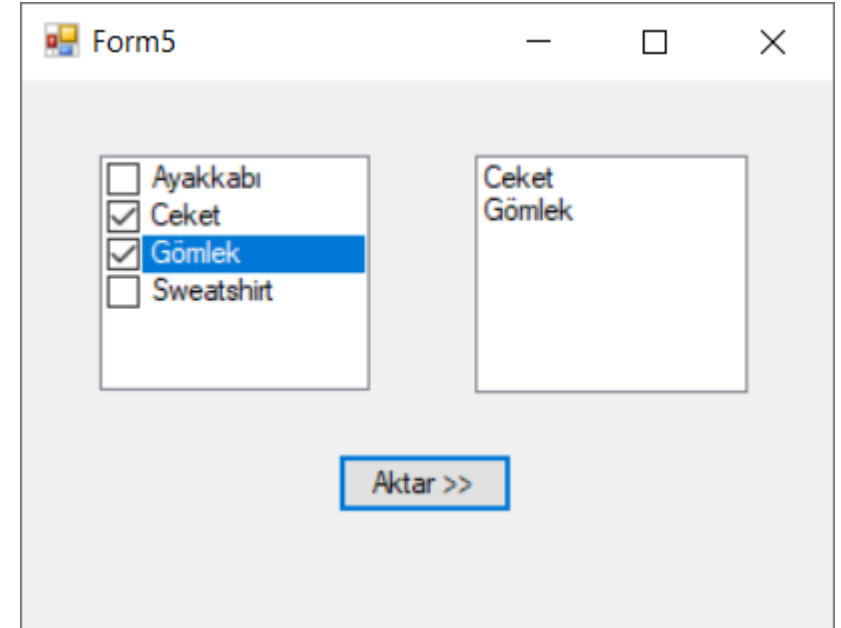 Form5
Ayakkabı
Ceket
Gömlek
Sweatshirt
Ceket
Gömlek
Aktar >>